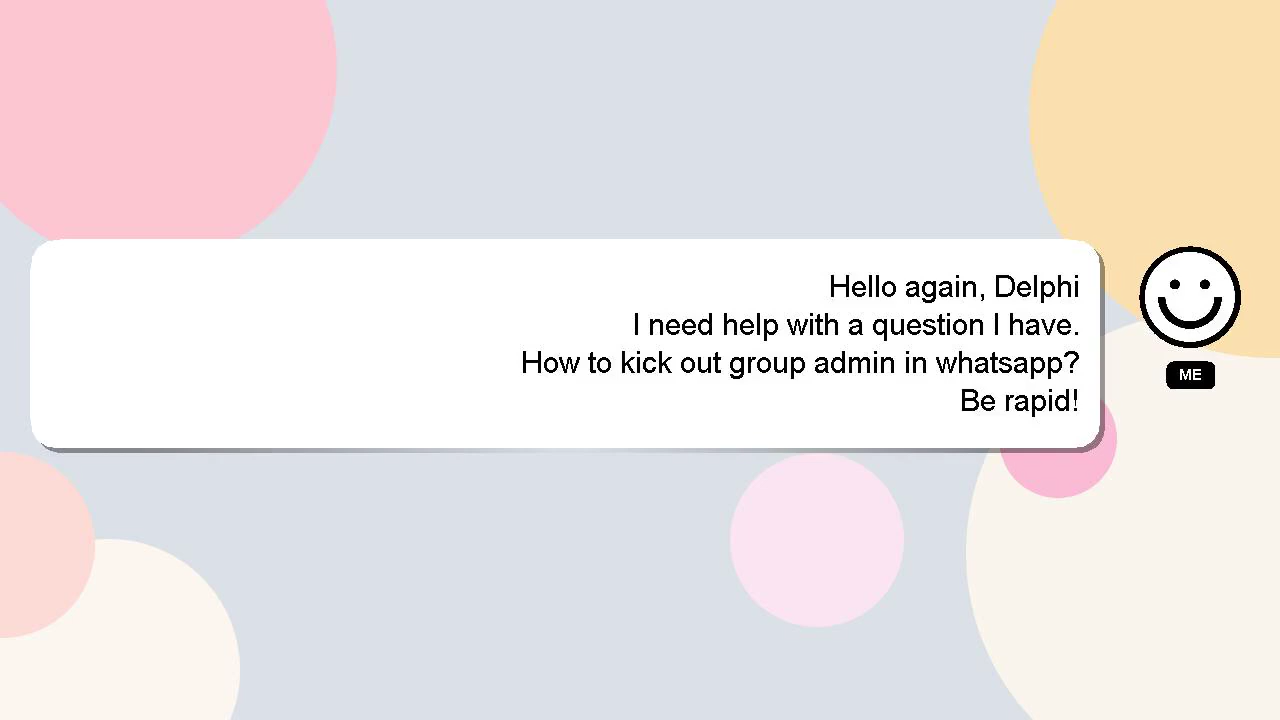 Hello again, Delphi
I need help with a question I have.
How to kick out group admin in whatsapp?
Be rapid!
ME